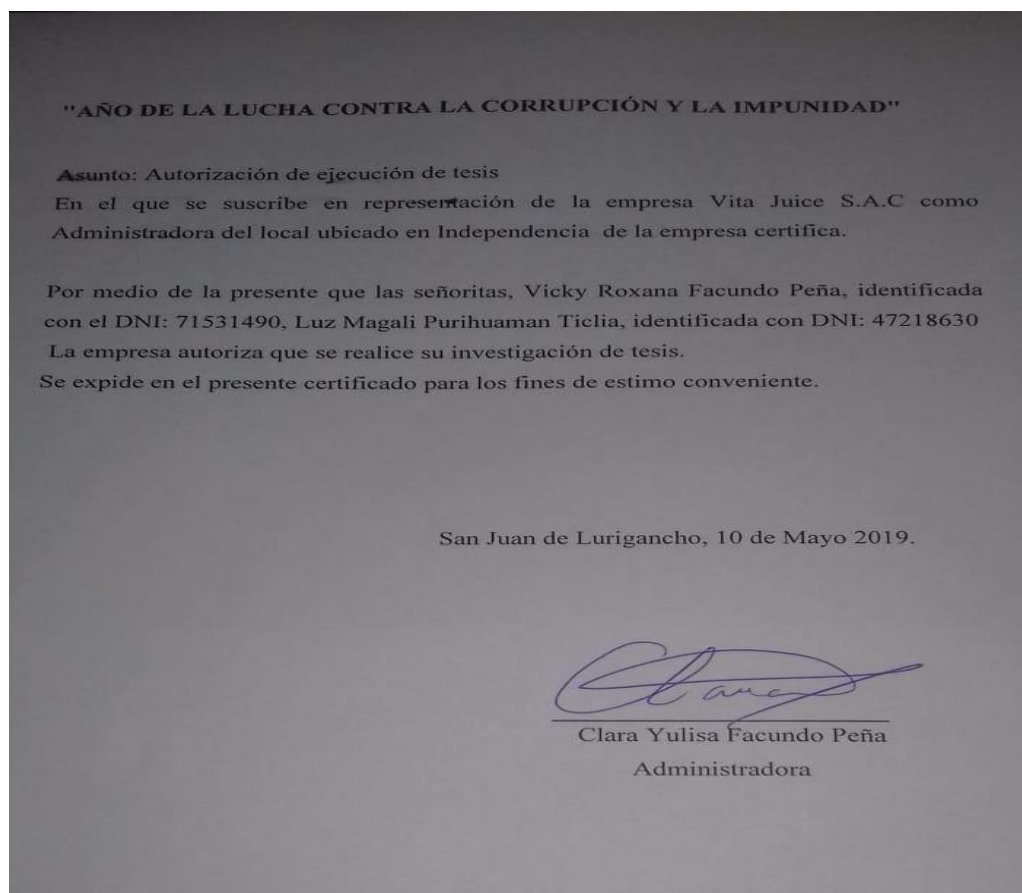 "AÑO DE LA LUCHA CONTRA LA CORRUPCIÓN Y LA IMPUNIDAD"
Asunto: Autorización de ejecución de tesis
En el que se suscribe en representación de la empresa Vita Juice S.A.C como
Administradora del local ubicado en Independencia de la empresa certifica.
Por medio de la presente que las señoritas, Vicky Roxana Facundo Peña, identificada
con el DNI: 71531490, Luz Magali Purihuaman Ticlia, identificada con DNI: 47218630
La empresa autoriza que se realice su investigación de tesis.
Se expide en el presente certificado para los fines de estimo conveniente.
San Juan de Lurigancho, 10 de Mayo 2019.
Clara
Clara Yulisa Facundo Peña
Administradora